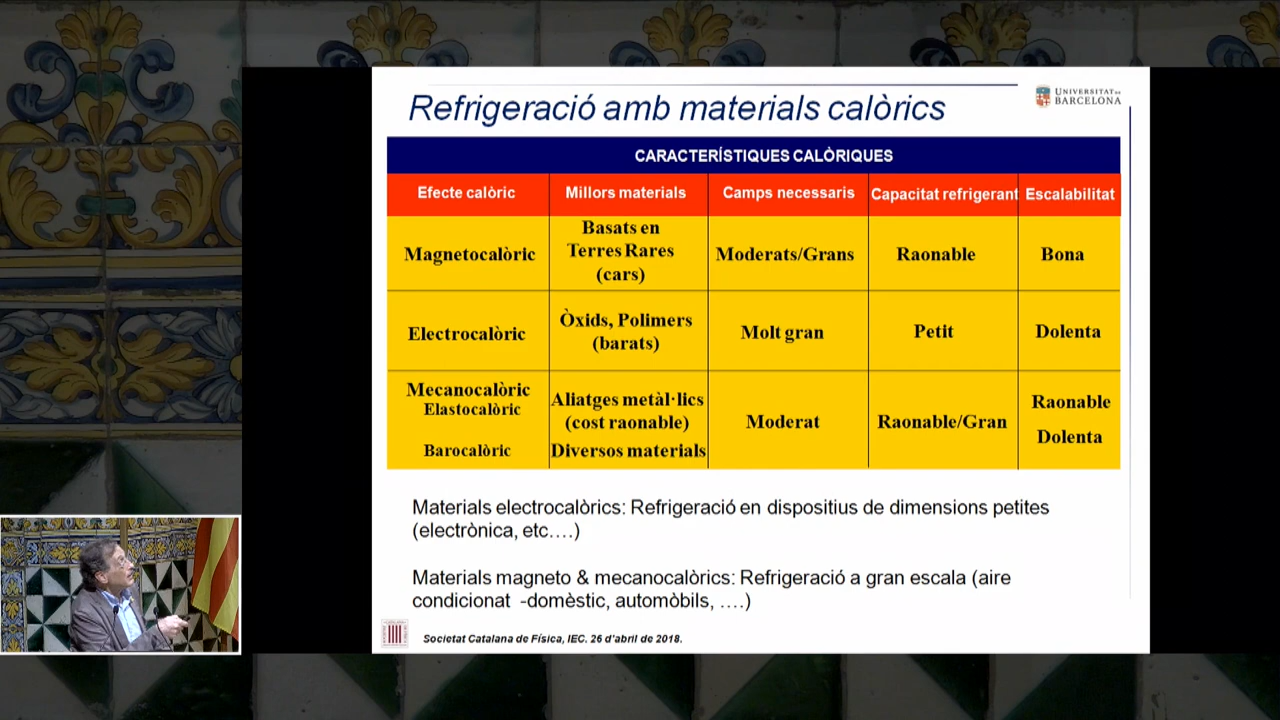 Refrigeració amb materials calòrics
UNIVERSITAT DE
BARCELONA
CARACTERÍSTIQUES CALÒRIQUES
Efecte calòric
Millors materials
Camps necessaris
Capacitat refrigerant
Escalabilitat
Magnetocalòric
Basats en
Terres Rares
(cars)
Moderats/Grans
Raonable
Bona
Electrocalòric
Òxids, Polimers
(barats)
Molt gran
Petit
Dolenta
Mecanocalòric
Elastocalòric
Barocalòric
Aliatges metàl·lics
(cost raonable)
Diversos materials
Moderat
Raonable/Gran
Raonable
Dolenta
Materials electrocalòrics: Refrigeració en dispositius de dimensions petites
(electrònica, etc....)
Materials magneto & mecanocalòrics: Refrigeració a gran escala (aire
condicionat -domèstic, automòbils, ....)
Societat Catalana de Física, IEC. 26 d'abril de 2018.